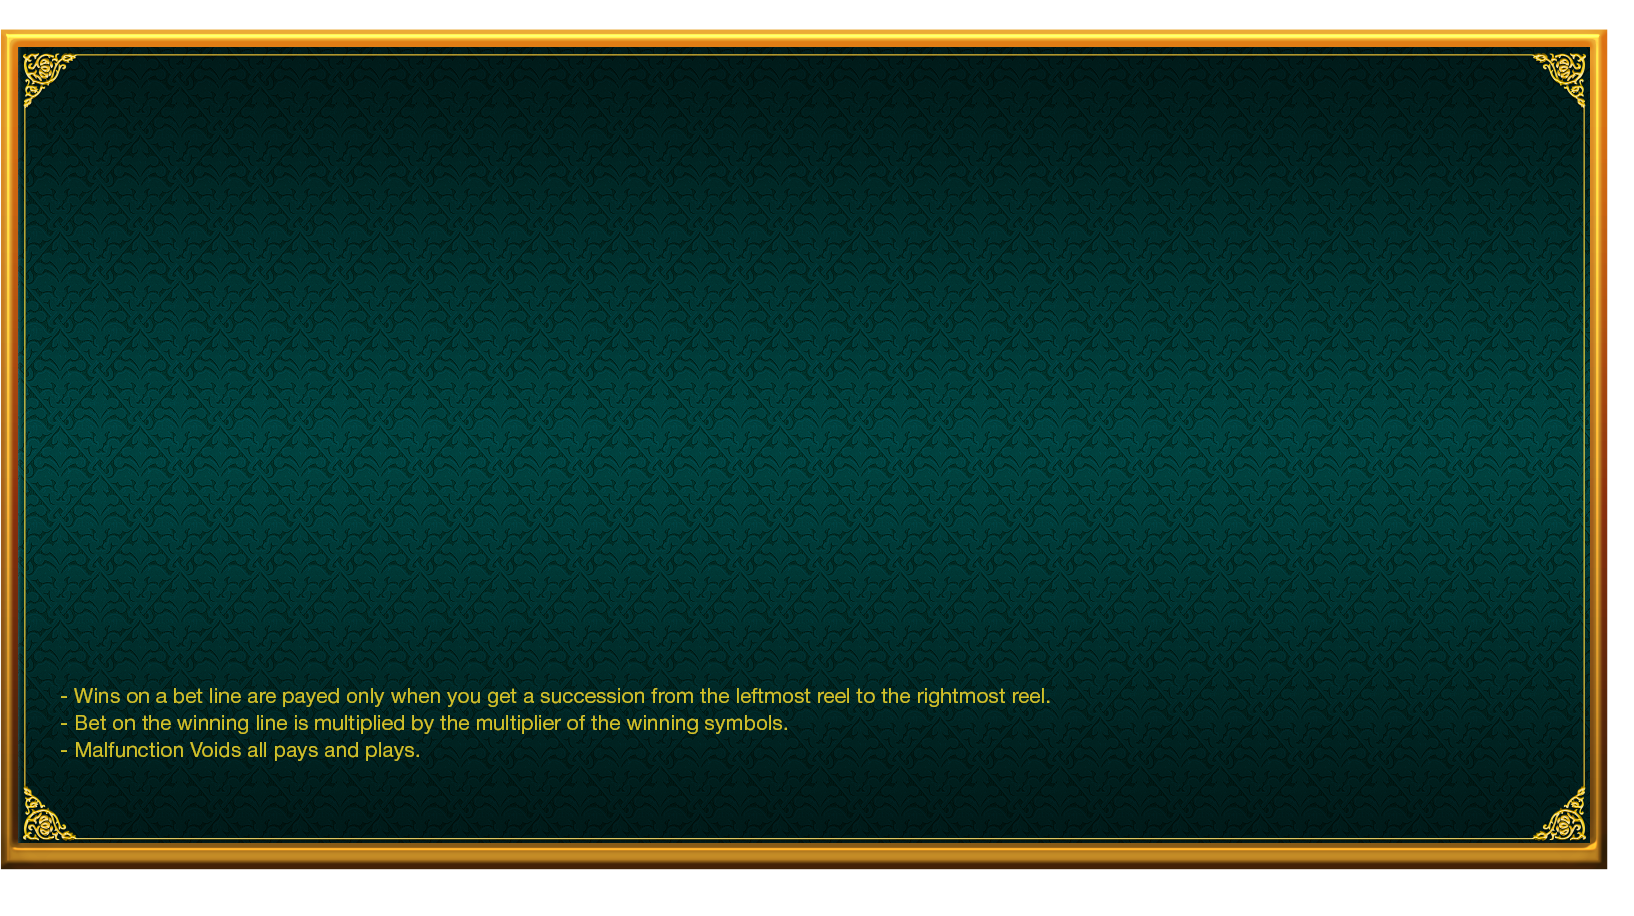 - Wins on a bet line are payed only when you get a succession from the leftmost reel to the rightmost reel.
- Bet on the winning line is multiplied by the multiplier of the winning symbols.
- Malfunction Voids all pays and plays.